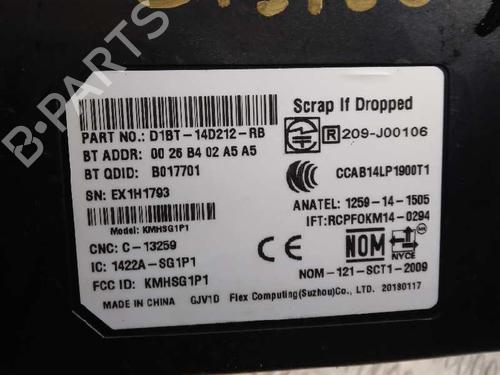 Scrap If Dropped
PART NO.: D1BT-14D212-RB
R 209-J00106
BT ADDR: 00 26 B4 02 A5 A5
BT QDID: B017701
CCAB14LP1900T1
SN: EX1H1793
ANATEL: 1259-14-1505
Model: KMHSG1P1
IFT:RCPFOKM14-0294
CNC: C-13259
CE
NOM
NYCE
IC: 1422A-SG1P1
FCC ID: KMHSG1P1
NOM-121-SCT1-2009
MADE IN CHINA GJV1D Flex Computing(Suzhou)Co., LTD. 20180117
B-PARTS